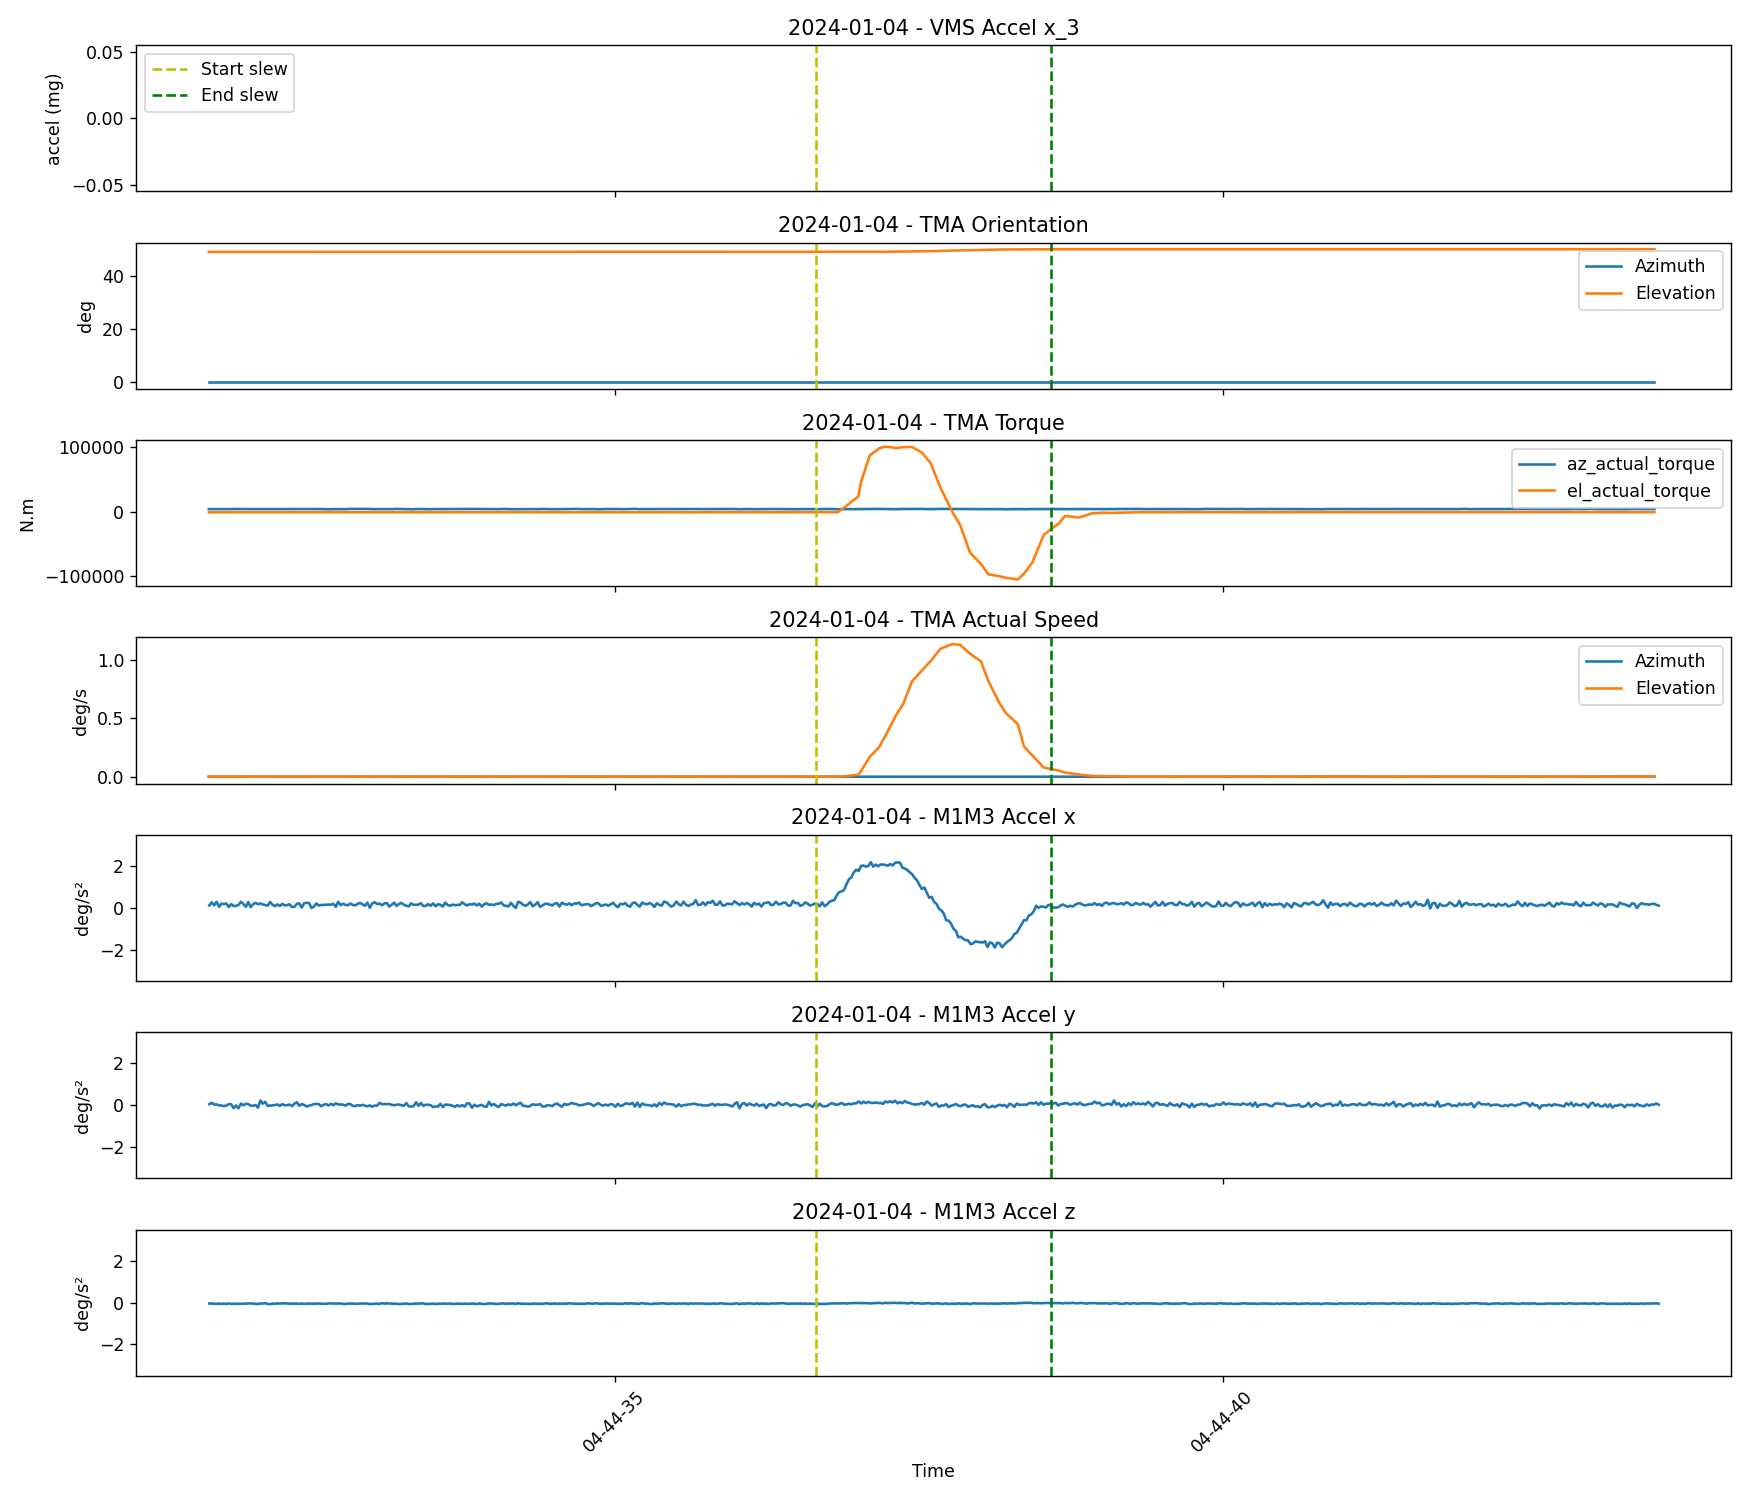 2024-01-04 - VMS Accel x_3
accel (mg)
0.05
0.00
−0.05
Start slew
End slew
2024-01-04 - TMA Orientation
deg
40
20
0
Azimuth
Elevation
2024-01-04 - TMA Torque
N.m
100000
0
−100000
az_actual_torque
el_actual_torque
2024-01-04 - TMA Actual Speed
deg/s
1.0
0.5
0.0
Azimuth
Elevation
2024-01-04 - M1M3 Accel x
deg/s²
2
0
−2
2024-01-04 - M1M3 Accel y
deg/s²
2
0
−2
2024-01-04 - M1M3 Accel z
deg/s²
2
0
−2
04-44-35
04-44-40
Time